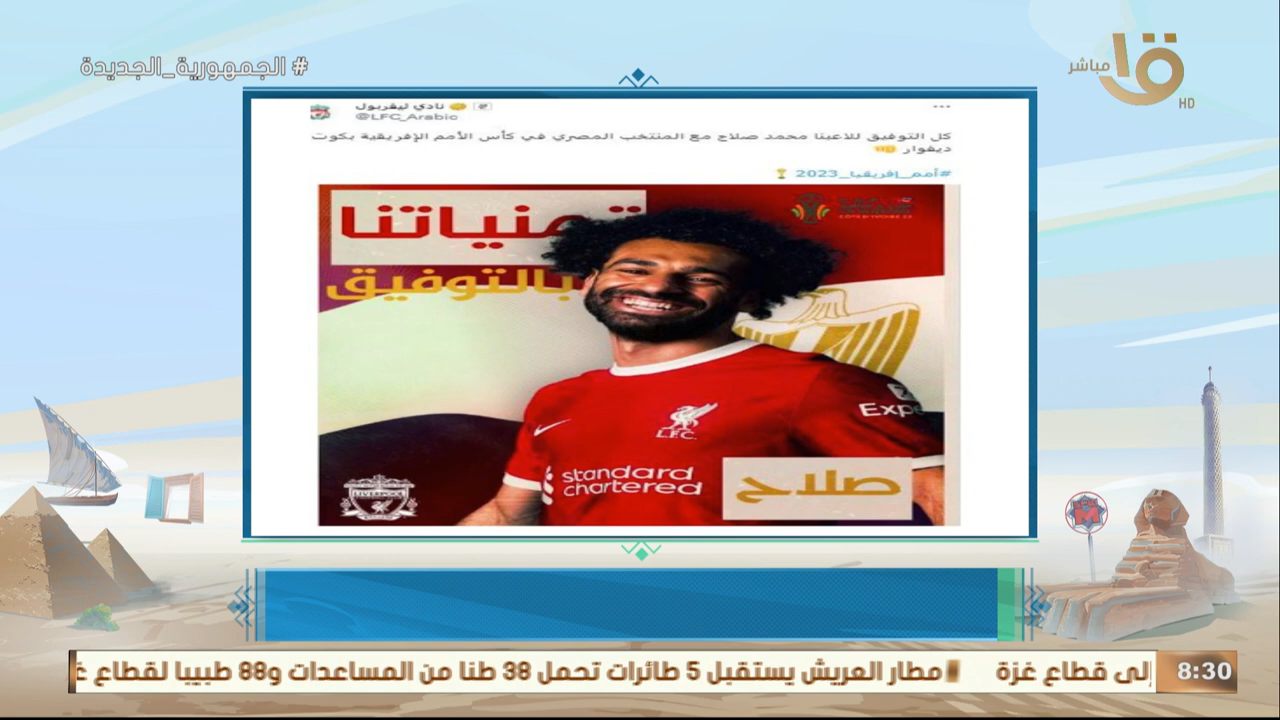 # الجمهورية_الجديدة
مباشر
HD
نادي ليفربول
@LFC_Arabic
كل التوفيق للاعبنا محمد صلاح مع المنتخب المصري في كأس الأمم الإفريقية بكوت
ديفوار
#أمم_إفريقيا_2023
تمنياتنا
بالتوفيق
Expe
L.F.C.
standard
chartered
صلاح
LIVERPOOL
M
إلى قطاع غزة
مطار العريش يستقبل 5 طائرات تحمل 38 طنا من المساعدات و88 طبيبا لقطاع غ
8:30